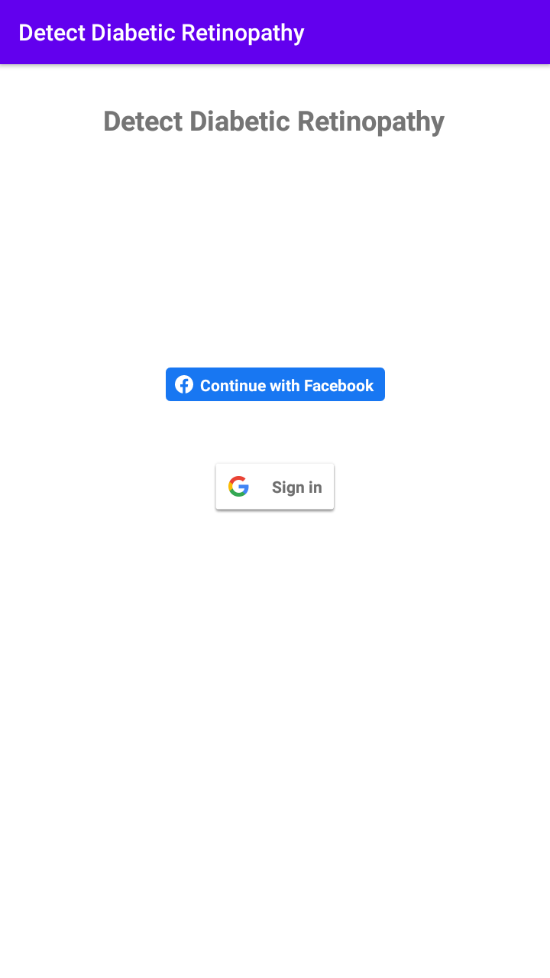 Detect Diabetic Retinopathy
Detect Diabetic Retinopathy
Continue with Facebook
Sign in